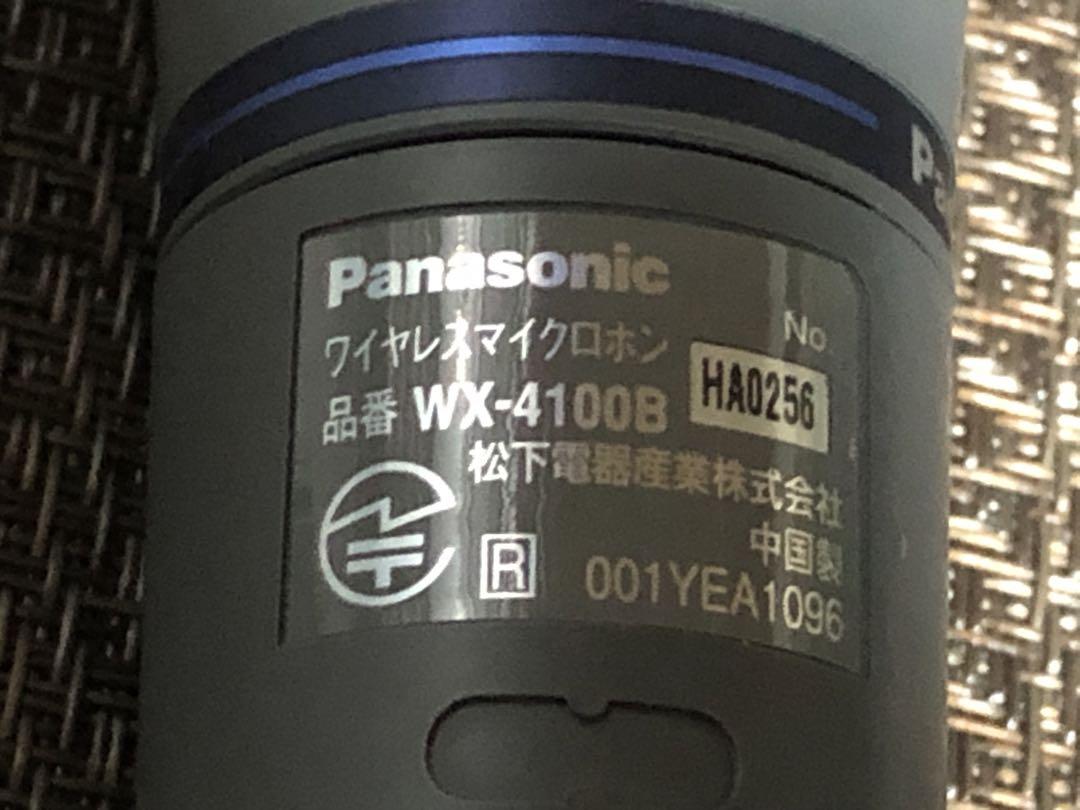 Pa
Panasonic
ワイヤレスマイクロホン
No.
品番 WX-4100B
HA0256
松下電器産業株式会社
中国製
〒
R
001YEA1096